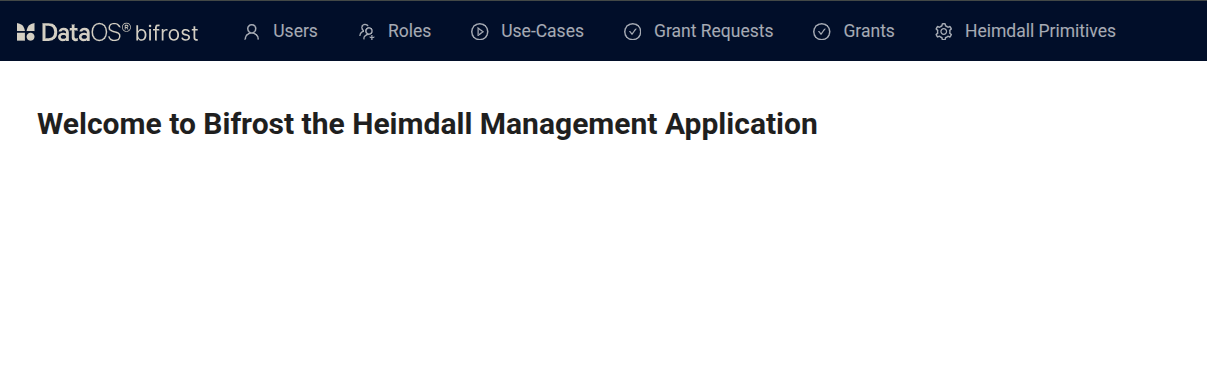 DataOS® bifrost Users Roles Use-Cases Grant Requests Grants Heimdall Primitives
Welcome to Bifrost the Heimdall Management Application